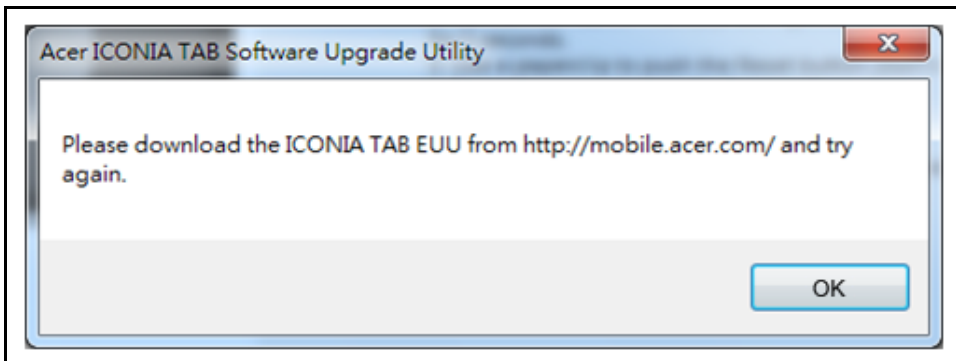 Acer ICONIA TAB Software Upgrade Utility
Please download the ICONIA TAB EUU from http://mobile.acer.com/ and try
again.
OK